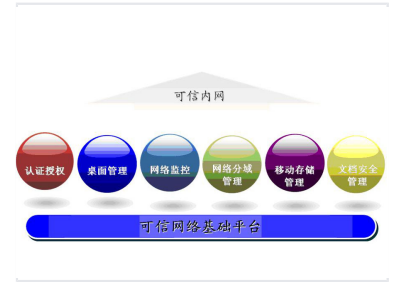 可信内网
认证授权
桌面管理
网络监控
网络分域
管理
移动存储
管理
文档安全
管理
可信网络基础平台